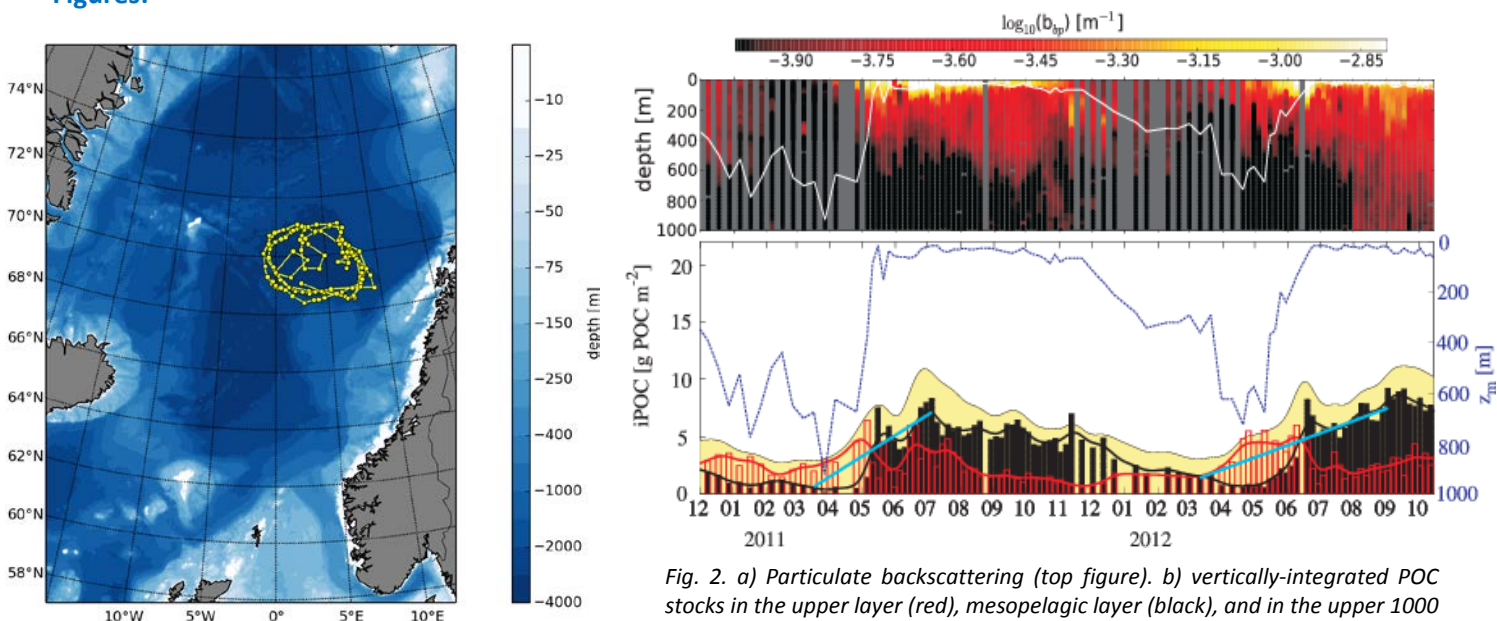 Figures:
74°N
72°N
70°N
68°N
66°N
64°N
62°N
60°N
58°N
10°W 5°W 0° 5°E 10°E
−10
−25
−50
−75
−150
−250
−500
−1000
−2000
−4000
depth [m]
log₁₀(b_bp) [m⁻¹]
−3.90 −3.75 −3.60 −3.45 −3.30 −3.15 −3.00 −2.85
0
200
400
600
800
1000
depth [m]
20
15
10
5
0
iPOC [g POC m⁻²]
0
200
400
600
800
1000
z_m [m]
12 01 02 03 04 05 06 07 08 09 10 11 12 01 02 03 04 05 06 07 08 09 10
2011 2012
Fig. 2. a) Particulate backscattering (top figure). b) vertically-integrated POC
stocks in the upper layer (red), mesopelagic layer (black), and in the upper 1000